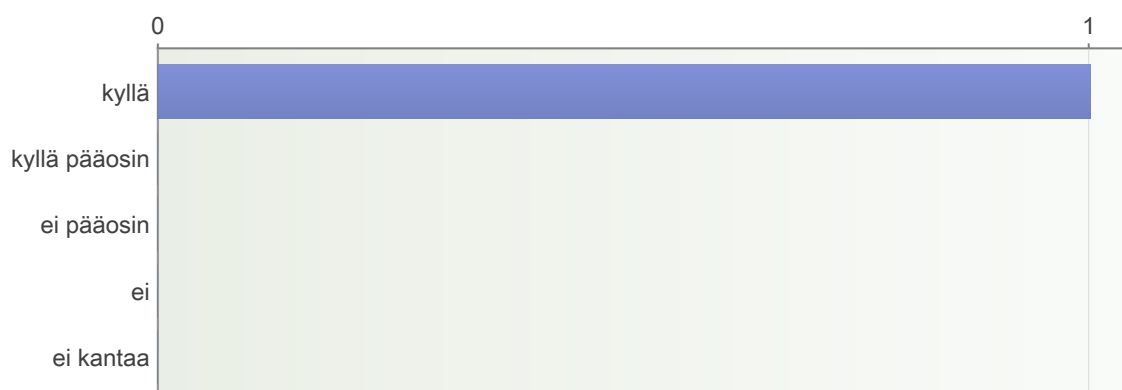 0 1
kyllä
kyllä pääosin
ei pääosin
ei
ei kantaa